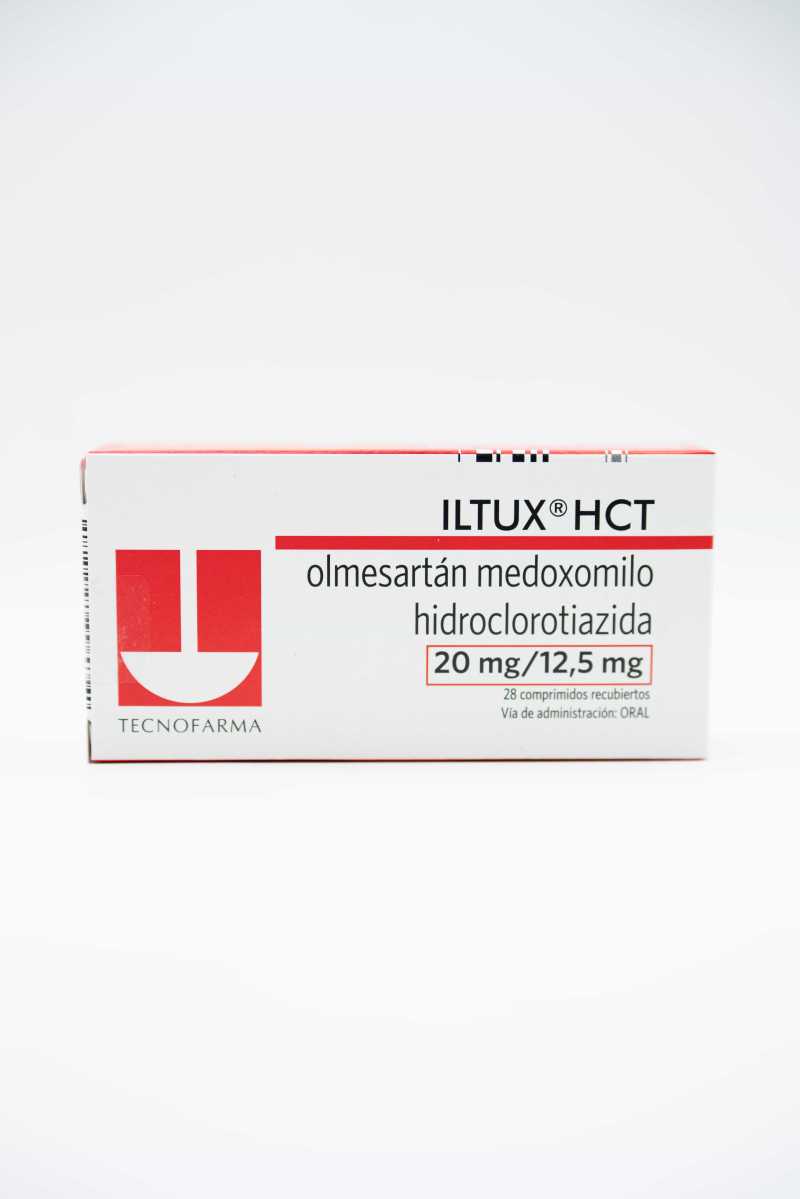 ILTUX® HCT
olmesartán medoxomilo
hidroclorotiazida
20 mg/12,5 mg
28 comprimidos recubiertos
Vía de administración: ORAL
TECNOFARMA